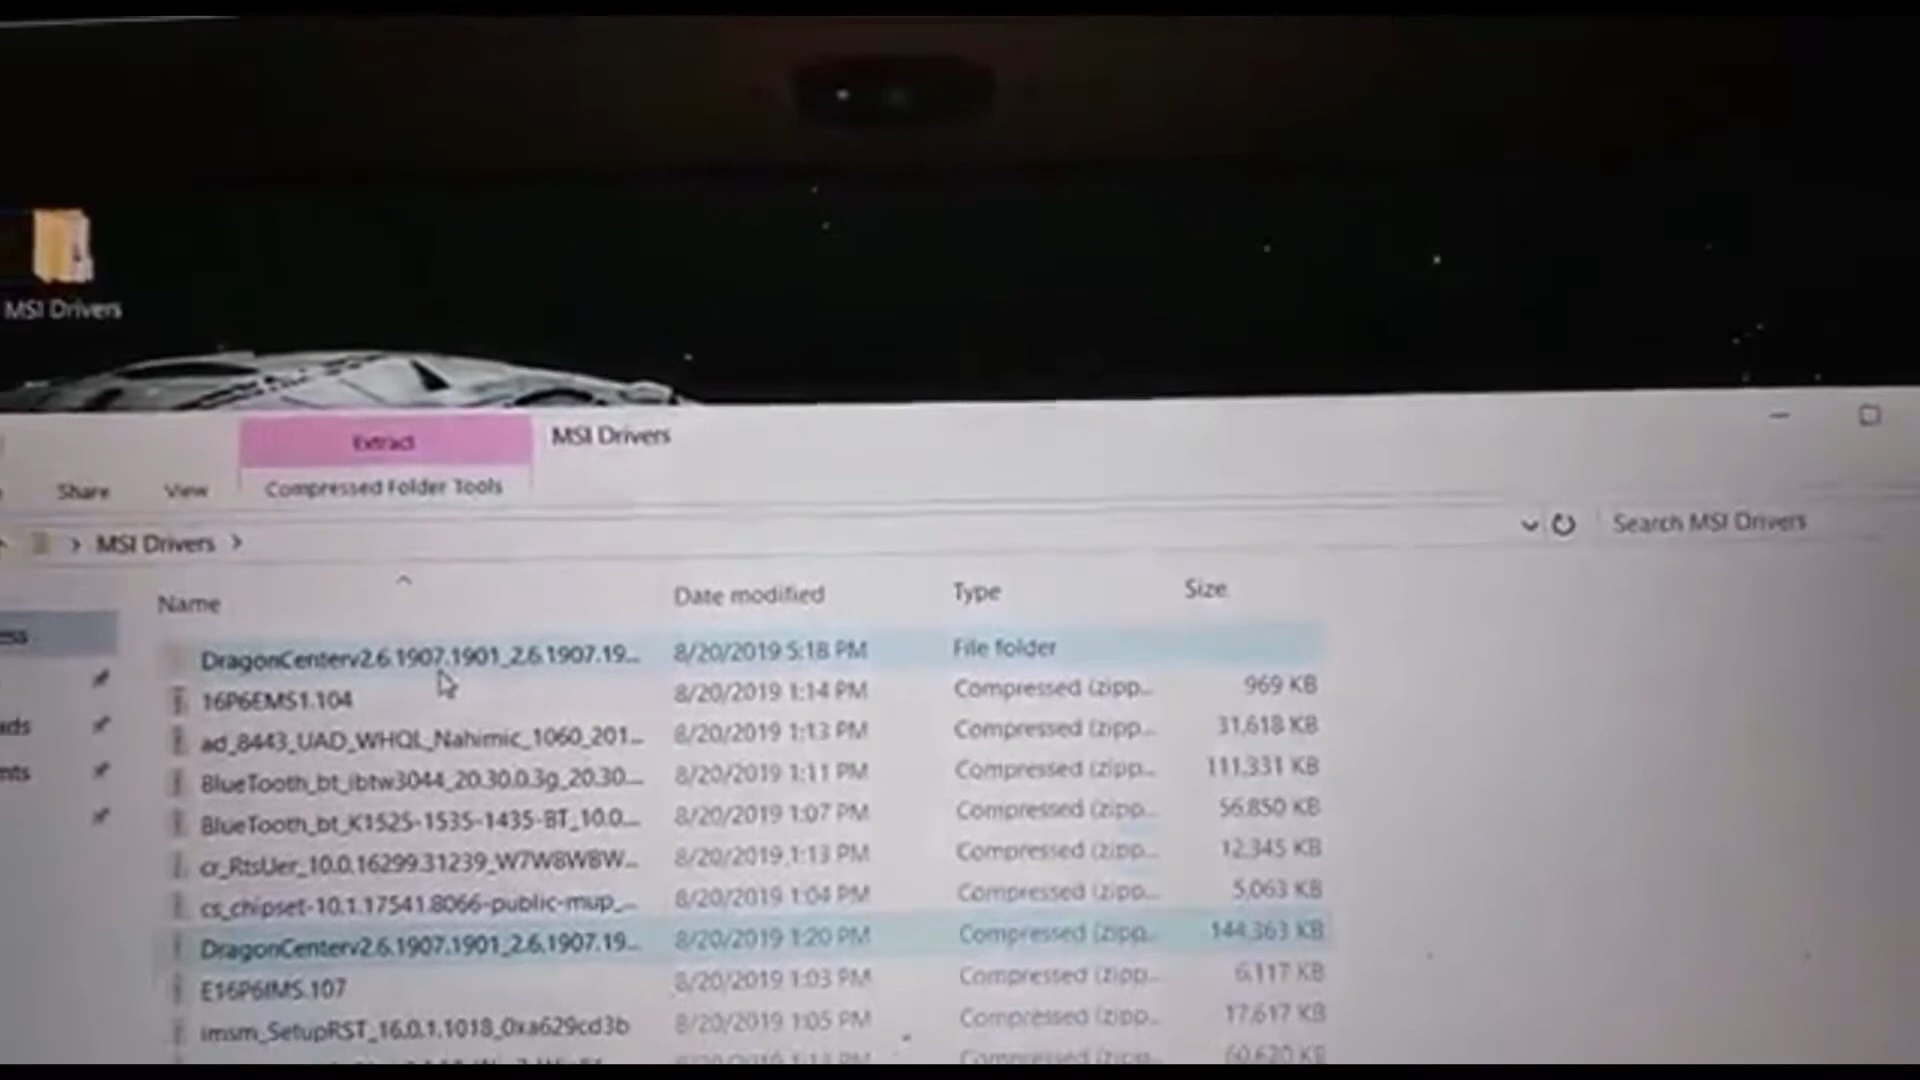 MSI Drivers
Extract
MSI Drivers
Share View Compressed Folder Tools
MSI Drivers
Search MSI Drivers
Name Date modified Type Size
DragonCenterv2.6.1907.1901_2.6.1907.19... 8/20/2019 5:18 PM File folder
16P6EMS1.104 8/20/2019 1:14 PM Compressed (zipp... 969 KB
ad_8443_UAD_WHQL_Nahimic_1060_201... 8/20/2019 1:13 PM Compressed (zipp... 31,618 KB
BlueTooth_bt_ibtw3044_20.30.0.3g_20.30.... 8/20/2019 1:11 PM Compressed (zipp... 111,331 KB
BlueTooth_bt_K1525-1535-1435-BT_10.0.... 8/20/2019 1:07 PM Compressed (zipp... 56,850 KB
cr_RtsUer_10.0.16299.31239_W7W8W8W... 8/20/2019 1:13 PM Compressed (zipp... 12,345 KB
cs_chipset-10.1.17541.8066-public-mup_... 8/20/2019 1:04 PM Compressed (zipp... 5,063 KB
DragonCenterv2.6.1907.1901_2.6.1907.19... 8/20/2019 1:20 PM Compressed (zipp... 144,363 KB
E16P6IMS.107 8/20/2019 1:03 PM Compressed (zipp... 6,117 KB
imsm_SetupRST_16.0.1.1018_0xa629cd3b 8/20/2019 1:05 PM Compressed (zipp... 17,617 KB
60,620 KB